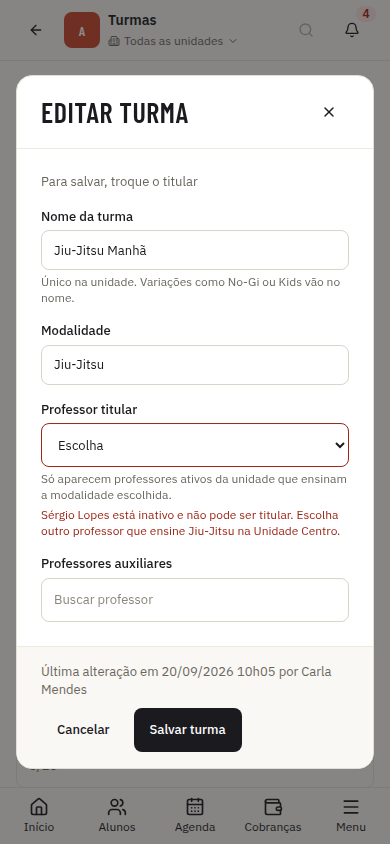 Turmas
4
A
Todas as unidades
EDITAR TURMA
Para salvar, troque o titular
Nome da turma
Jiu-Jitsu Manhã
Único na unidade. Variações como No-Gi ou Kids vão no
nome.
Modalidade
Jiu-Jitsu
Professor titular
Escolha
Só aparecem professores ativos da unidade que ensinam
a modalidade escolhida.
Sérgio Lopes está inativo e não pode ser titular. Escolha
outro professor que ensine Jiu-Jitsu na Unidade Centro.
Professores auxiliares
Buscar professor
Última alteração em 20/09/2026 10h05 por Carla
Mendes
Cancelar
Salvar turma
Início
Alunos
Agenda
Cobranças
Menu